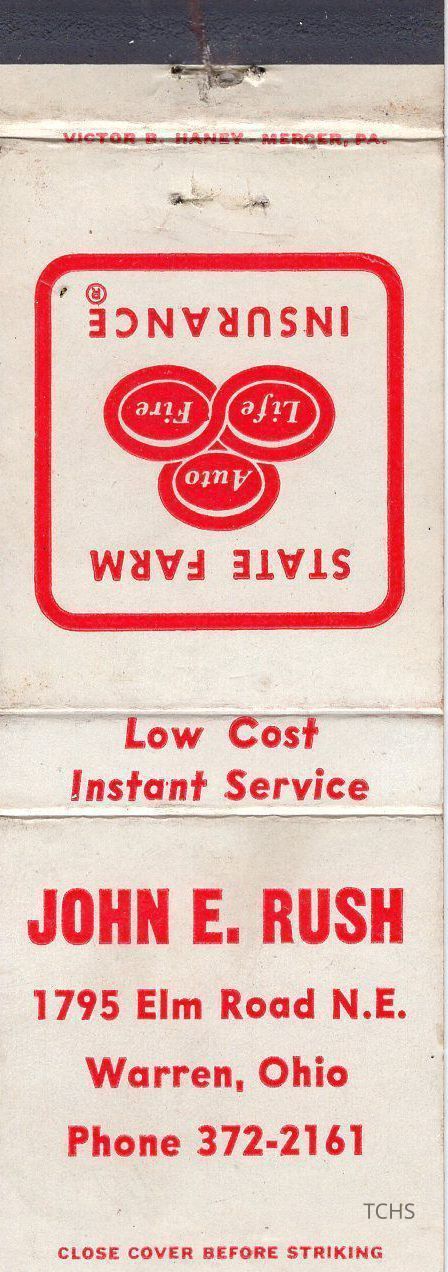 VICTOR B. HANEY MERCER, PA.
STATE FARM
Auto
Life Fire
INSURANCE®
Low Cost
Instant Service
JOHN E. RUSH
1795 Elm Road N.E.
Warren, Ohio
Phone 372-2161
TCHS
CLOSE COVER BEFORE STRIKING